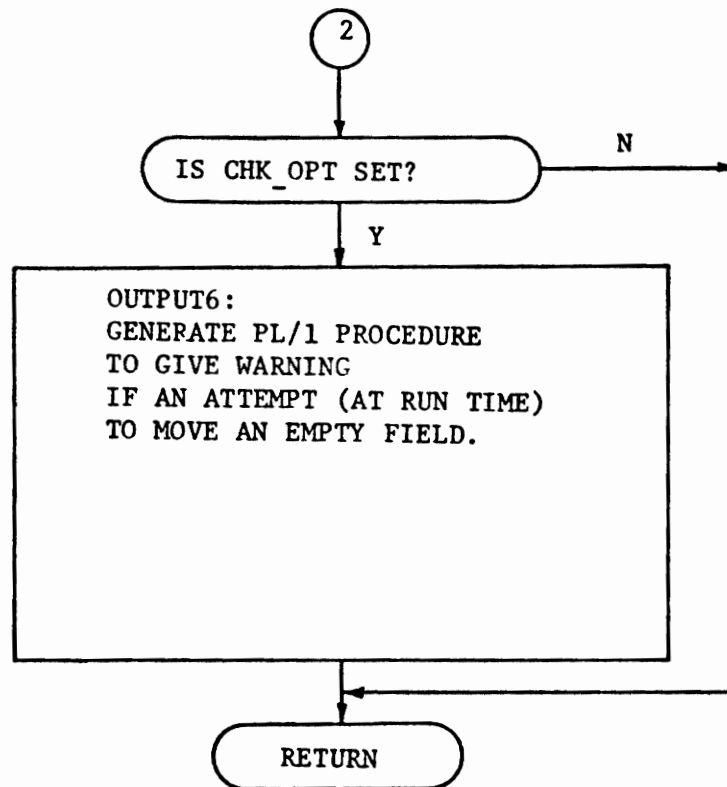 2
IS CHK_OPT SET?
N
Y
OUTPUT6:
GENERATE PL/1 PROCEDURE
TO GIVE WARNING
IF AN ATTEMPT (AT RUN TIME)
TO MOVE AN EMPTY FIELD.
RETURN